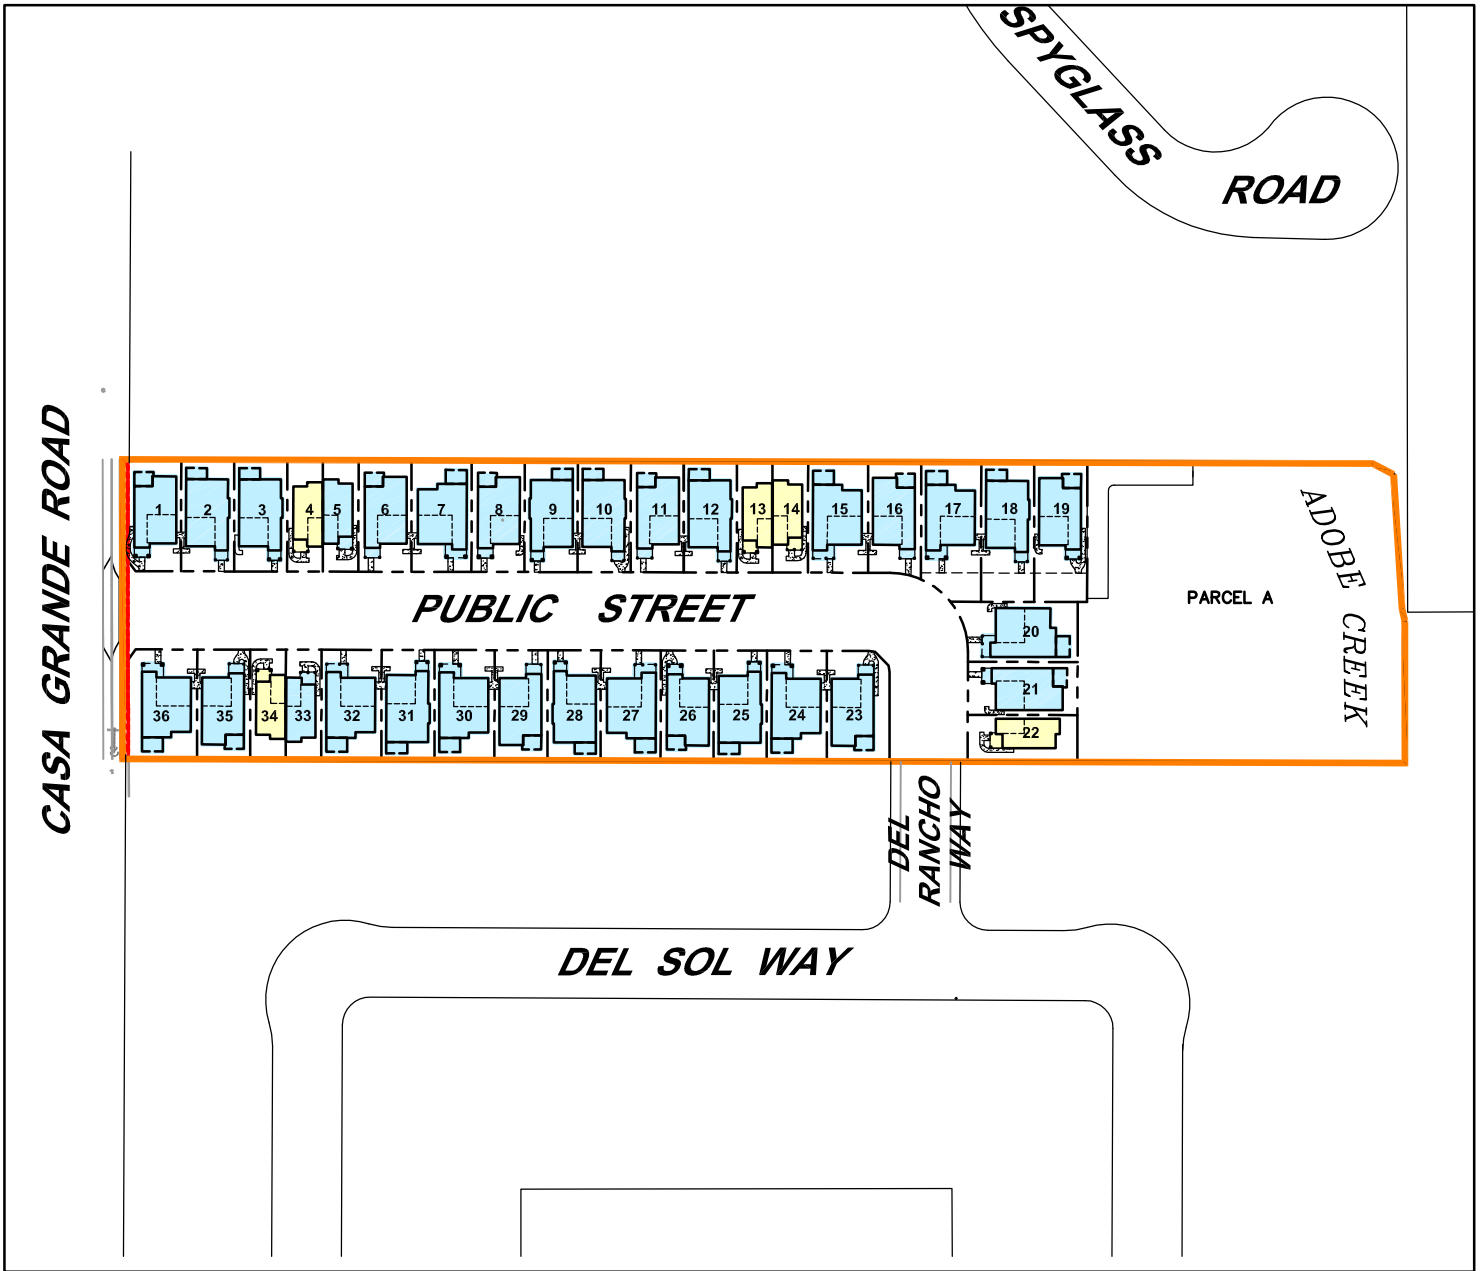 SPYGLASS
ROAD
CASA GRANDE ROAD
1 2 3 4 5 6 7 8 9 10 11 12 13 14 15 16 17 18 19
PUBLIC STREET
PARCEL A
ADOBE CREEK
20
21
22
36 35 34 33 32 31 30 29 28 27 26 25 24 23
DEL
RANCHO
WAY
DEL SOL WAY